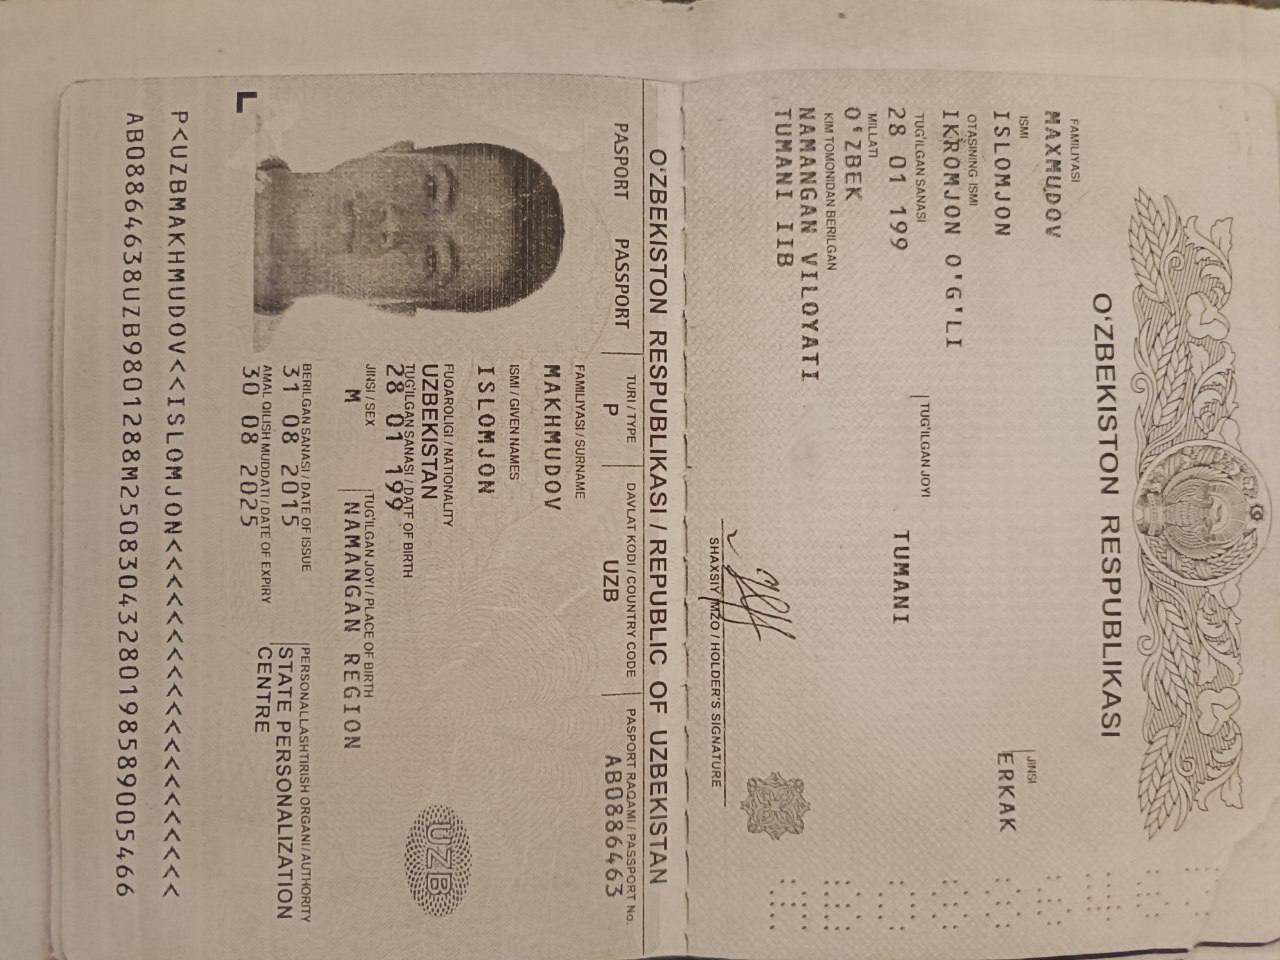 O‘ZBEKISTON RESPUBLIKASI
FAMILIYASI
MAXMUDOV
ISMI
ISLOMJON
JINSI
ERKAK
OTASINING ISMI
IKROMJON O'G'LI
TUG‘ILGAN SANASI
28 01 199
TUG‘ILGAN JOYI
TUMANI
MILLATI
O'ZBEK
KIM TOMONIDAN BERILGAN
NAMANGAN VILOYATI
TUMANI IIB
SHAXSIY IMZO / HOLDER'S SIGNATURE
O‘ZBEKISTON RESPUBLIKASI / REPUBLIC OF UZBEKISTAN
PASPORT PASSPORT
TURI / TYPE
P
DAVLAT KODI / COUNTRY CODE
UZB
PASPORT RAQAMI / PASSPORT No.
AB0886463
FAMILIYASI / SURNAME
MAKHMUDOV
ISMI / GIVEN NAMES
ISLOMJON
FUQAROLIGI / NATIONALITY
UZBEKISTAN
TUG‘ILGAN SANASI / DATE OF BIRTH
28 01 199
JINSI / SEX
M
TUG‘ILGAN JOYI / PLACE OF BIRTH
NAMANGAN REGION
BERILGAN SANASI / DATE OF ISSUE
31 08 2015
PERSONALLASHTIRISH ORGANI / AUTHORITY
STATE PERSONALIZATION
CENTRE
AMAL QILISH MUDDATI / DATE OF EXPIRY
30 08 2025
UZB
P<UZBMAKHMUDOV<<ISLOMJON<<<<<<<<<<<<<<<<<<<<
AB08864638UZB9801288M25083043280198589005466